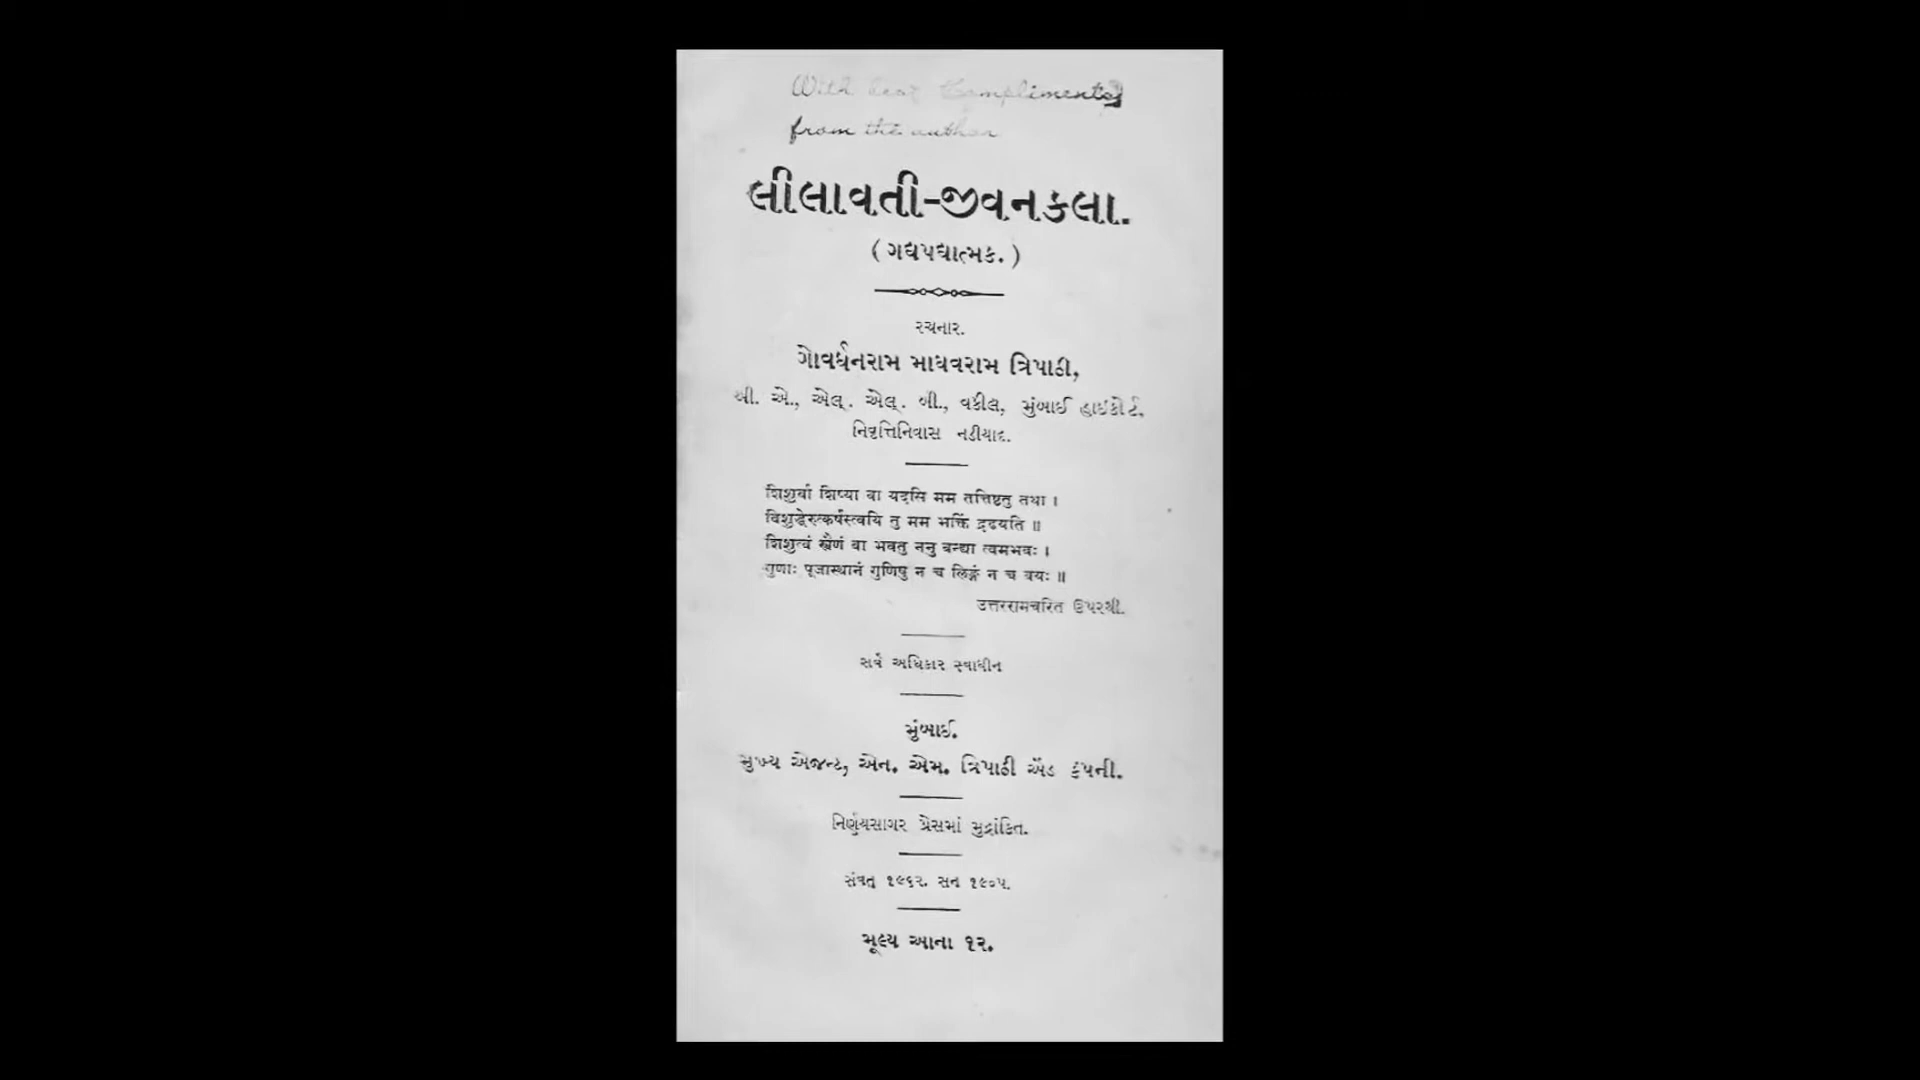 With best Compliments
from the author
લીલાવતી-જીવનકલા.
(ગદ્યપદ્યાત્મક.)
રચનાર.
ગોવર્ધનરામ માધવરામ ત્રિપાઠી,
બી. એ., એલ્. એલ્. બી., વકીલ, મુંબાઈ હાઇકોર્ટ,
નિવૃત્તિનિવાસ નડીયાદ.
शिशुर्वा शिष्या वा यदसि मम तत्तिष्ठतु तथा ।
विशुद्धेरुत्कर्षस्त्वयि तु मम भक्तिं द्रढयति ॥
शिशुत्वं स्त्रैणं वा भवतु ननु वन्द्या त्वमभवः ।
गुणाः पूजास्थानं गुणिषु न च लिङ्गं न च वयः ॥
उत्तररामचरित ઉપરથી.
સર્વ અધિકાર સ્વાધીન
મુંબાઈ.
મુખ્ય એજન્ટ, એન. એમ. ત્રિપાઠી એંડ કંપની.
નિર્ણયસાગર પ્રેસમાં મુદ્રાંકિત.
સંવત્ ૧૯૬૨. સન ૧૯૦૫.
મૂલ્ય આના ૧૨.